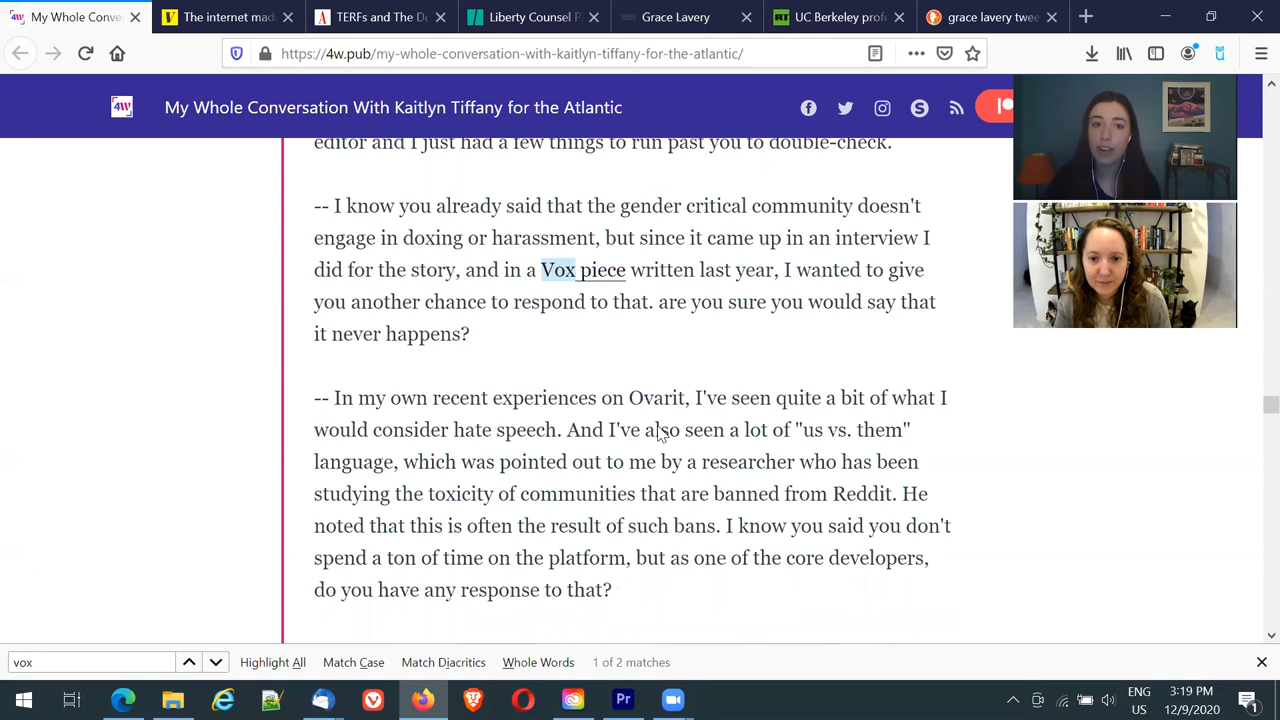 My Whole Conve
The internet mad
TERFs and The Do
Liberty Counsel P
Grace Lavery
UC Berkeley prof
grace lavery twee
https://4w.pub/my-whole-conversation-with-kaitlyn-tiffany-for-the-atlantic/
4W
My Whole Conversation With Kaitlyn Tiffany for the Atlantic
editor and I just had a few things to run past you to double-check.
-- I know you already said that the gender critical community doesn't
engage in doxing or harassment, but since it came up in an interview I
did for the story, and in a Vox piece written last year, I wanted to give
you another chance to respond to that. are you sure you would say that
it never happens?
-- In my own recent experiences on Ovarit, I've seen quite a bit of what I
would consider hate speech. And I've also seen a lot of "us vs. them"
language, which was pointed out to me by a researcher who has been
studying the toxicity of communities that are banned from Reddit. He
noted that this is often the result of such bans. I know you said you don't
spend a ton of time on the platform, but as one of the core developers,
do you have any response to that?
vox
Highlight All
Match Case
Match Diacritics
Whole Words
1 of 2 matches
Pr
ENG
US
3:19 PM
12/9/2020
1